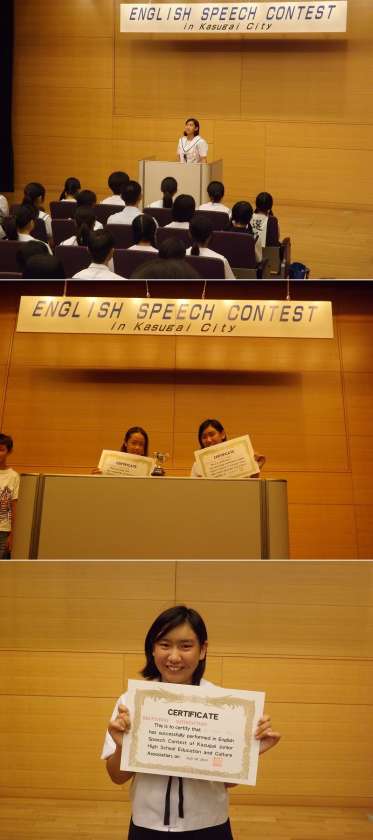 ENGLISH SPEECH CONTEST
in Kasugai City
ENGLISH SPEECH CONTEST
in Kasugai City
CERTIFICATE
CERTIFICATE
CERTIFICATE
This is to certify that
has successfully performed in English
Speech Contest of Kasugai Junior
High School Education and Culture
Association, on